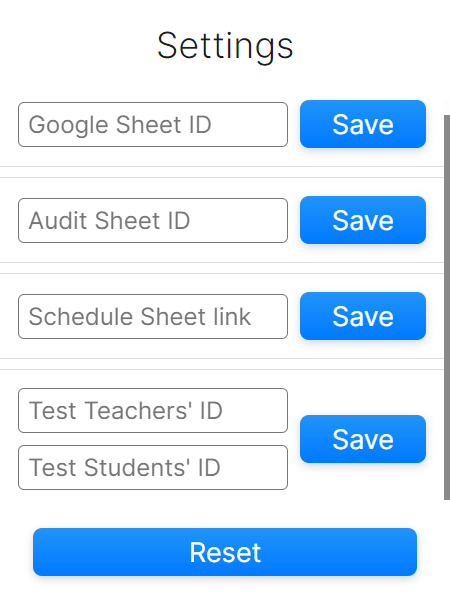 Settings
Google Sheet ID Save
Audit Sheet ID Save
Schedule Sheet link Save
Test Teachers' ID
Save
Test Students' ID
Reset